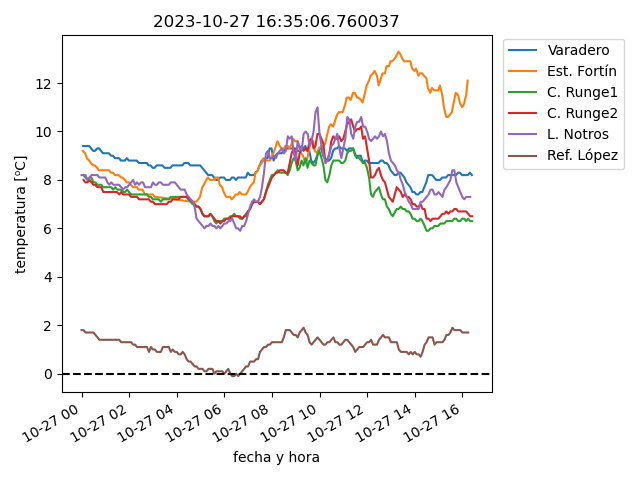 2023-10-27 16:35:06.760037
temperatura [ºC]
12
10
8
6
4
2
0
10-27 00
10-27 02
10-27 04
10-27 06
10-27 08
10-27 10
10-27 12
10-27 14
10-27 16
fecha y hora
Varadero
Est. Fortín
C. Runge1
C. Runge2
L. Notros
Ref. López